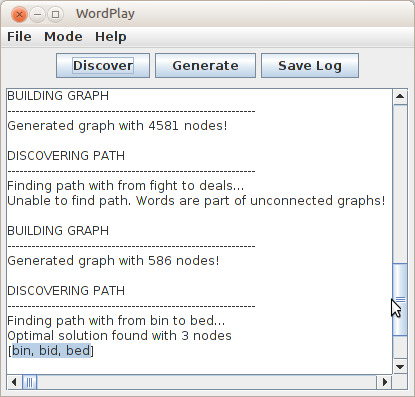 WordPlay
File Mode Help
Discover Generate Save Log
BUILDING GRAPH
--------------------------------------------------------------
Generated graph with 4581 nodes!
DISCOVERING PATH
--------------------------------------------------------------
Finding path with from fight to deals...
Unable to find path. Words are part of unconnected graphs!
BUILDING GRAPH
--------------------------------------------------------------
Generated graph with 586 nodes!
DISCOVERING PATH
--------------------------------------------------------------
Finding path with from bin to bed...
Optimal solution found with 3 nodes
[bin, bid, bed]